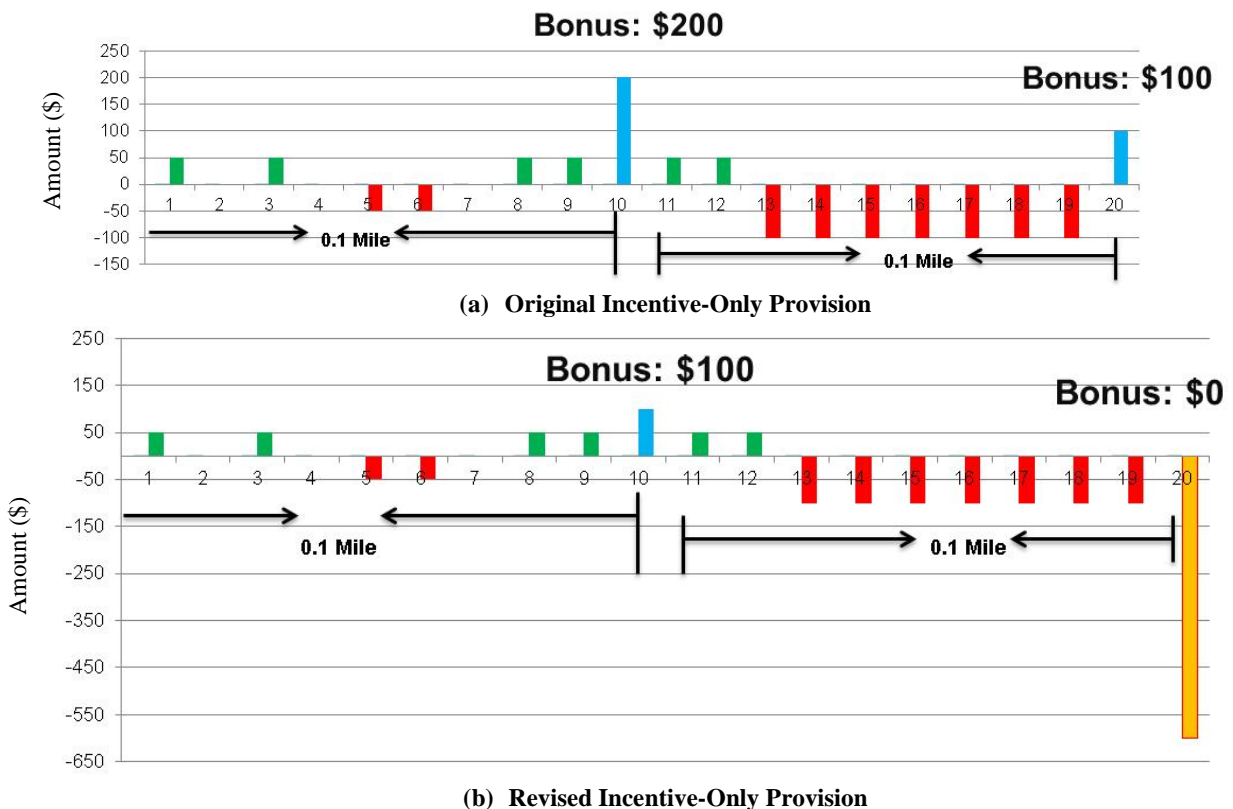 Bonus: $200
Bonus: $100
Amount ($)
250
200
150
100
50
0
-50
-100
-150
1 2 3 4 5 6 7 8 9 10 11 12 13 14 15 16 17 18 19 20
0.1 Mile
0.1 Mile
(a) Original Incentive-Only Provision
Bonus: $100
Bonus: $0
Amount ($)
250
150
50
-50
-150
-250
-350
-450
-550
-650
1 2 3 4 5 6 7 8 9 10 11 12 13 14 15 16 17 18 19 20
0.1 Mile
0.1 Mile
(b) Revised Incentive-Only Provision